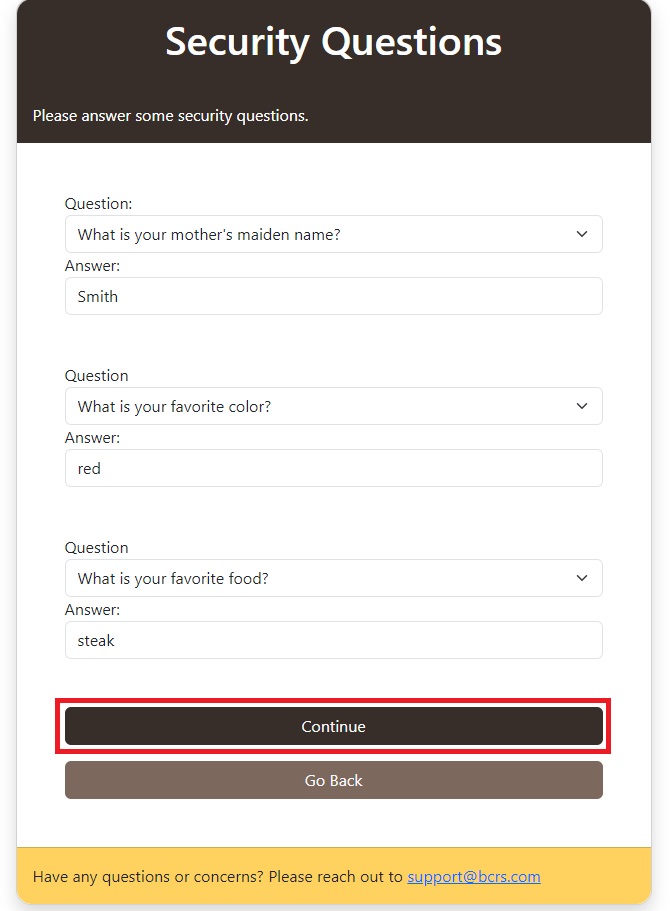 Security Questions
Please answer some security questions.
Question:
What is your mother's maiden name?
Answer:
Smith
Question
What is your favorite color?
Answer:
red
Question
What is your favorite food?
Answer:
steak
Continue
Go Back
Have any questions or concerns? Please reach out to support@bcrs.com